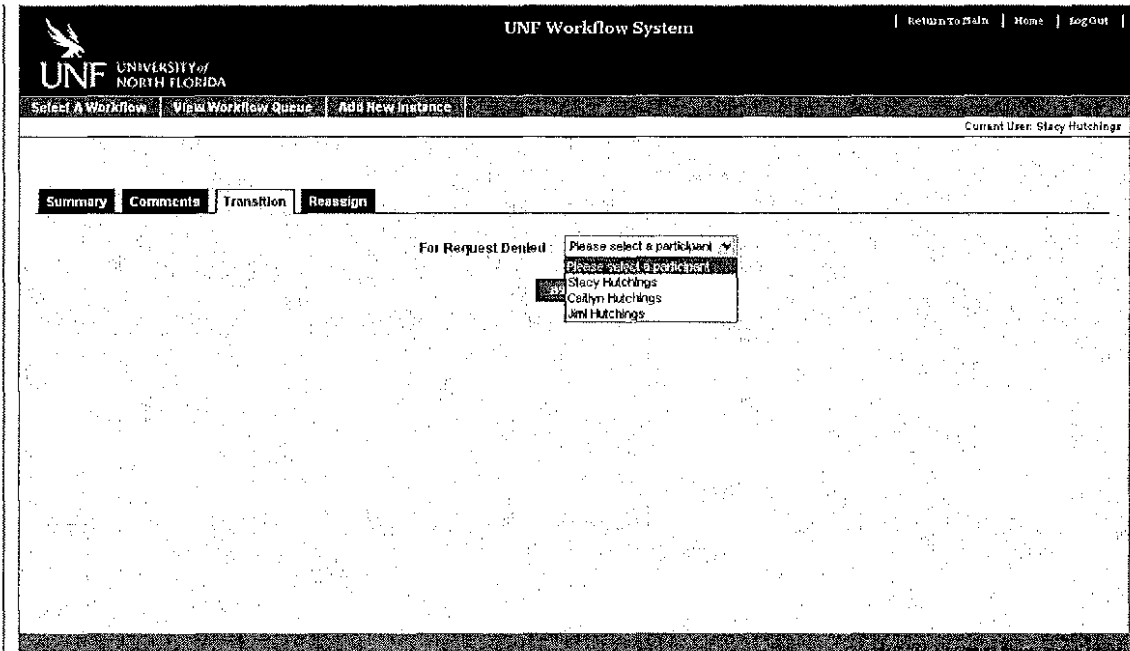 UNF Workflow System
| Return To Main | Home | LogOut |
UNF UNIVERSITY of
NORTH FLORIDA
Select A Workflow | View Workflow Queue | Add New Instance
Current User: Stacy Hutchings
Summary Comments Transition Reassign
For Request Denied : Please select a participant
Please select a participant
Stacy Hutchings
Caitlyn Hutchings
Jimi Hutchings